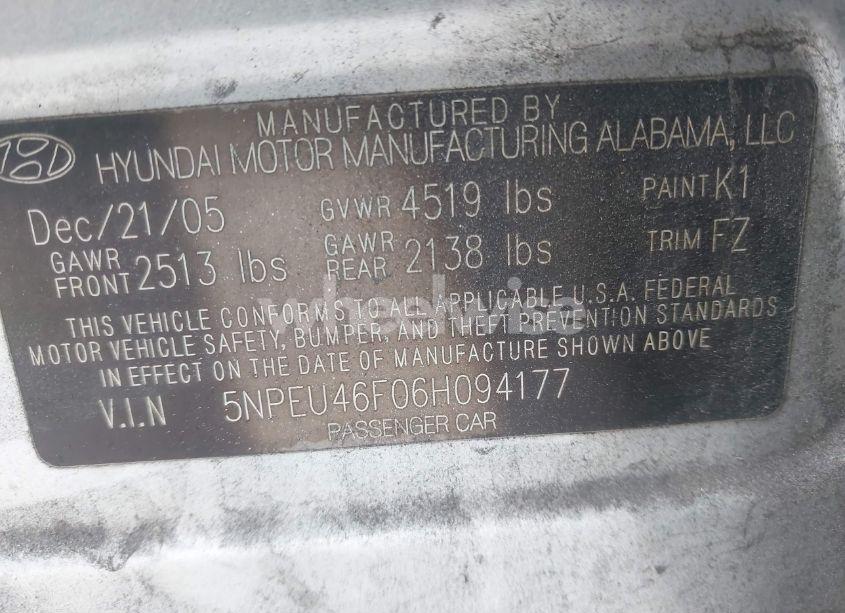 MANUFACTURED BY
HYUNDAI MOTOR MANUFACTURING ALABAMA, LLC
Dec/21/05 GVWR 4519 lbs PAINT K1
GAWR FRONT 2513 lbs GAWR REAR 2138 lbs TRIM FZ
wheelwise
THIS VEHICLE CONFORMS TO ALL APPLICABLE U.S.A. FEDERAL
MOTOR VEHICLE SAFETY, BUMPER, AND THEFT PREVENTION STANDARDS
IN EFFECT ON THE DATE OF MANUFACTURE SHOWN ABOVE
V.I.N 5NPEU46F06H094177
PASSENGER CAR